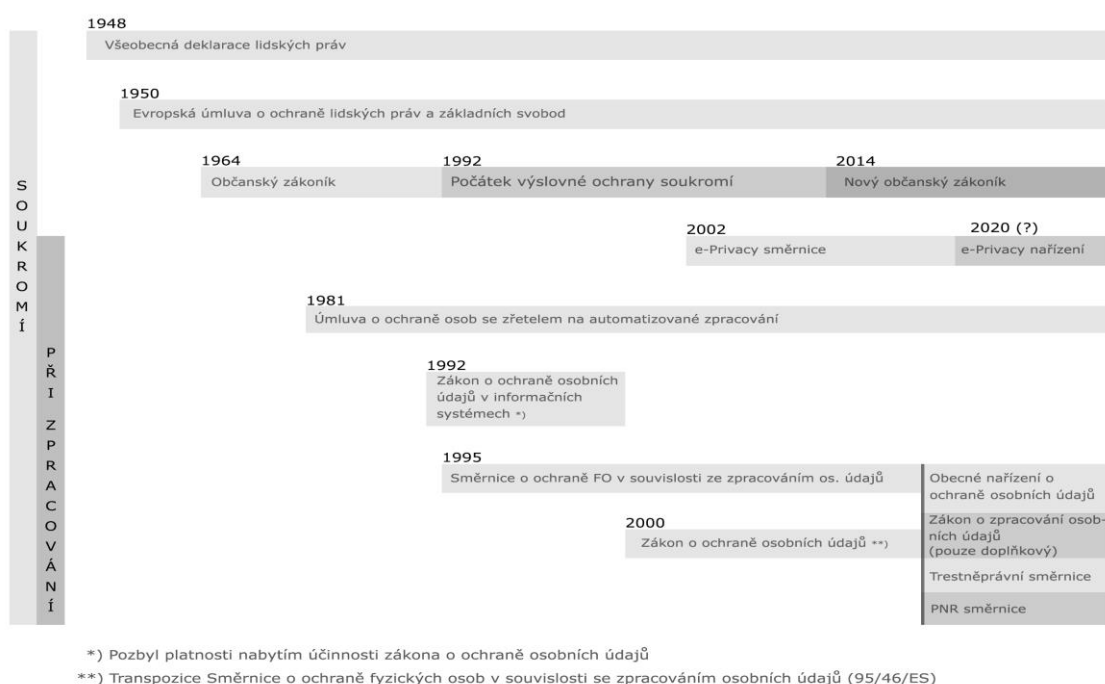 1948
Všeobecná deklarace lidských práv
1950
Evropská úmluva o ochraně lidských práv a základních svobod
1964
Občanský zákoník
1992
Počátek výslovné ochrany soukromí
2014
Nový občanský zákoník
2002
e-Privacy směrnice
2020 (?)
e-Privacy nařízení
1981
Úmluva o ochraně osob se zřetelem na automatizované zpracování
1992
Zákon o ochraně osobních
údajů v informačních
systémech *)
1995
Směrnice o ochraně FO v souvislosti ze zpracováním os. údajů
2000
Zákon o ochraně osobních údajů **)
Obecné nařízení o
ochraně osobních údajů
Zákon o zpracování osob-
ních údajů
(pouze doplňkový)
Trestněprávní směrnice
PNR směrnice
SOUKROMÍ
PŘI ZPRACOVÁNÍ
*) Pozbyl platnosti nabytím účinnosti zákona o ochraně osobních údajů
**) Transpozice Směrnice o ochraně fyzických osob v souvislosti se zpracováním osobních údajů (95/46/ES)